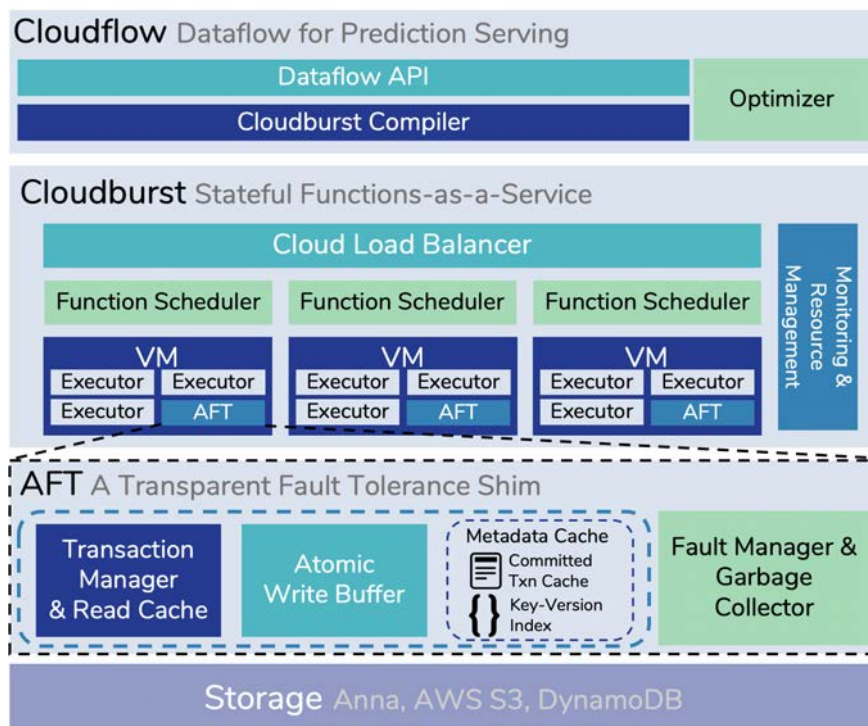 Cloudflow Dataflow for Prediction Serving
Dataflow API
Cloudburst Compiler
Optimizer
Cloudburst Stateful Functions-as-a-Service
Cloud Load Balancer
Function Scheduler
Function Scheduler
Function Scheduler
VM
Executor
Executor
Executor
AFT
VM
Executor
Executor
Executor
AFT
VM
Executor
Executor
Executor
AFT
Monitoring &
Resource
Management
AFT A Transparent Fault Tolerance Shim
Transaction
Manager
& Read Cache
Atomic
Write Buffer
Metadata Cache
Committed
Txn Cache
{ }
Key-Version
Index
Fault Manager &
Garbage
Collector
Storage Anna, AWS S3, DynamoDB